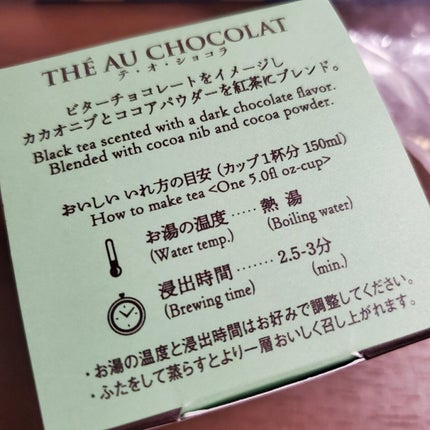 THÉ AU CHOCOLAT
テ・オ・ショコラ
ビターチョコレートをイメージし
カカオニブとココアパウダーを紅茶にブレンド。
Black tea scented with a dark chocolate flavor.
Blended with cocoa nib and cocoa powder.
おいしい いれ方の目安 (カップ1杯分 150ml)
How to make tea <One 5.0fl oz-cup>
お湯の温度 ····· 熱 湯
(Water temp.) (Boiling water)
浸出時間 ········ 2.5-3分
(Brewing time) (min.)
・お湯の温度と浸出時間はお好みで調整してください。
・ふたをして蒸らすとより一層おいしく召し上がれます。